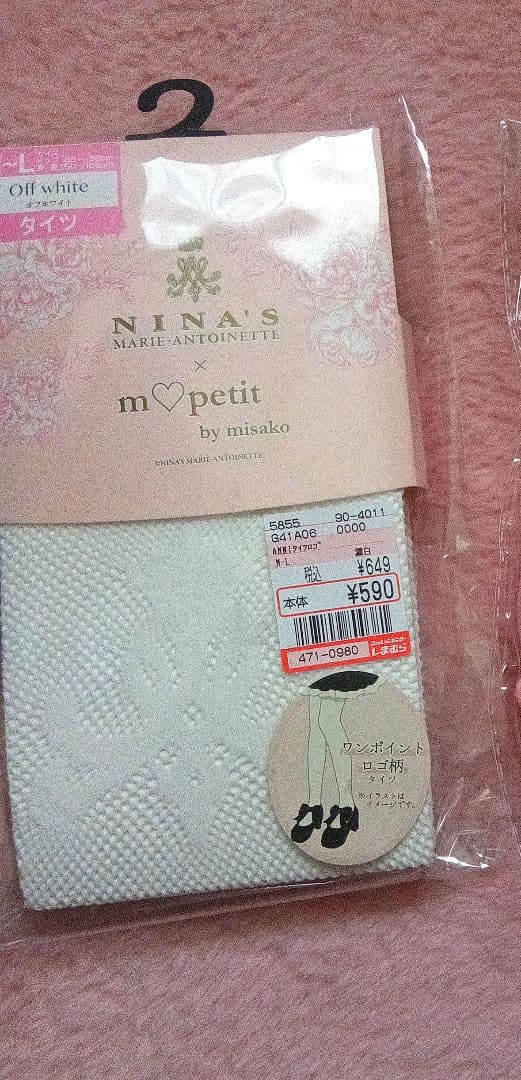 ~L
Off white
オフホワイト
タイツ
NINA'S
MARIE-ANTOINETTE
×
m♡petit
by misako
©NINA'S MARIE-ANTOINETTE
5855 90-4011
G41A06 0000
M-L
税込 ¥649
本体 ¥590
471-0980 しまむら
ワンポイント
ロゴ柄
タイツ
※イラストは
イメージです。